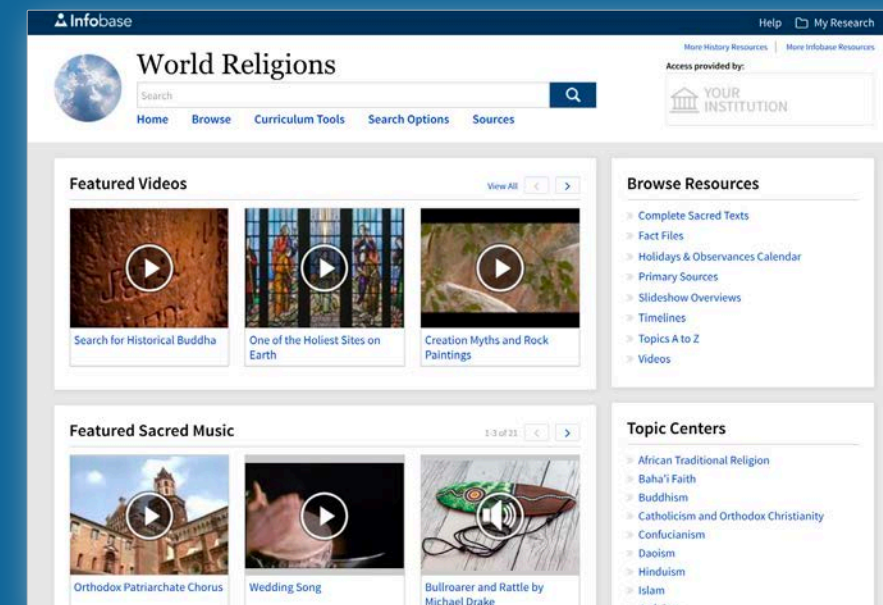 Infobase
Help My Research
More History Resources More Infobase Resources
World Religions
Access provided by:
Search
YOUR
INSTITUTION
Home Browse Curriculum Tools Search Options Sources
Featured Videos
View All
Search for Historical Buddha
One of the Holiest Sites on
Earth
Creation Myths and Rock
Paintings
Browse Resources
Complete Sacred Texts
Fact Files
Holidays & Observances Calendar
Primary Sources
Slideshow Overviews
Timelines
Topics A to Z
Videos
Featured Sacred Music
1-3 of 21
Orthodox Patriarchate Chorus
Wedding Song
Bullroarer and Rattle by
Michael Drake
Topic Centers
African Traditional Religion
Baha'i Faith
Buddhism
Catholicism and Orthodox Christianity
Confucianism
Daoism
Hinduism
Islam